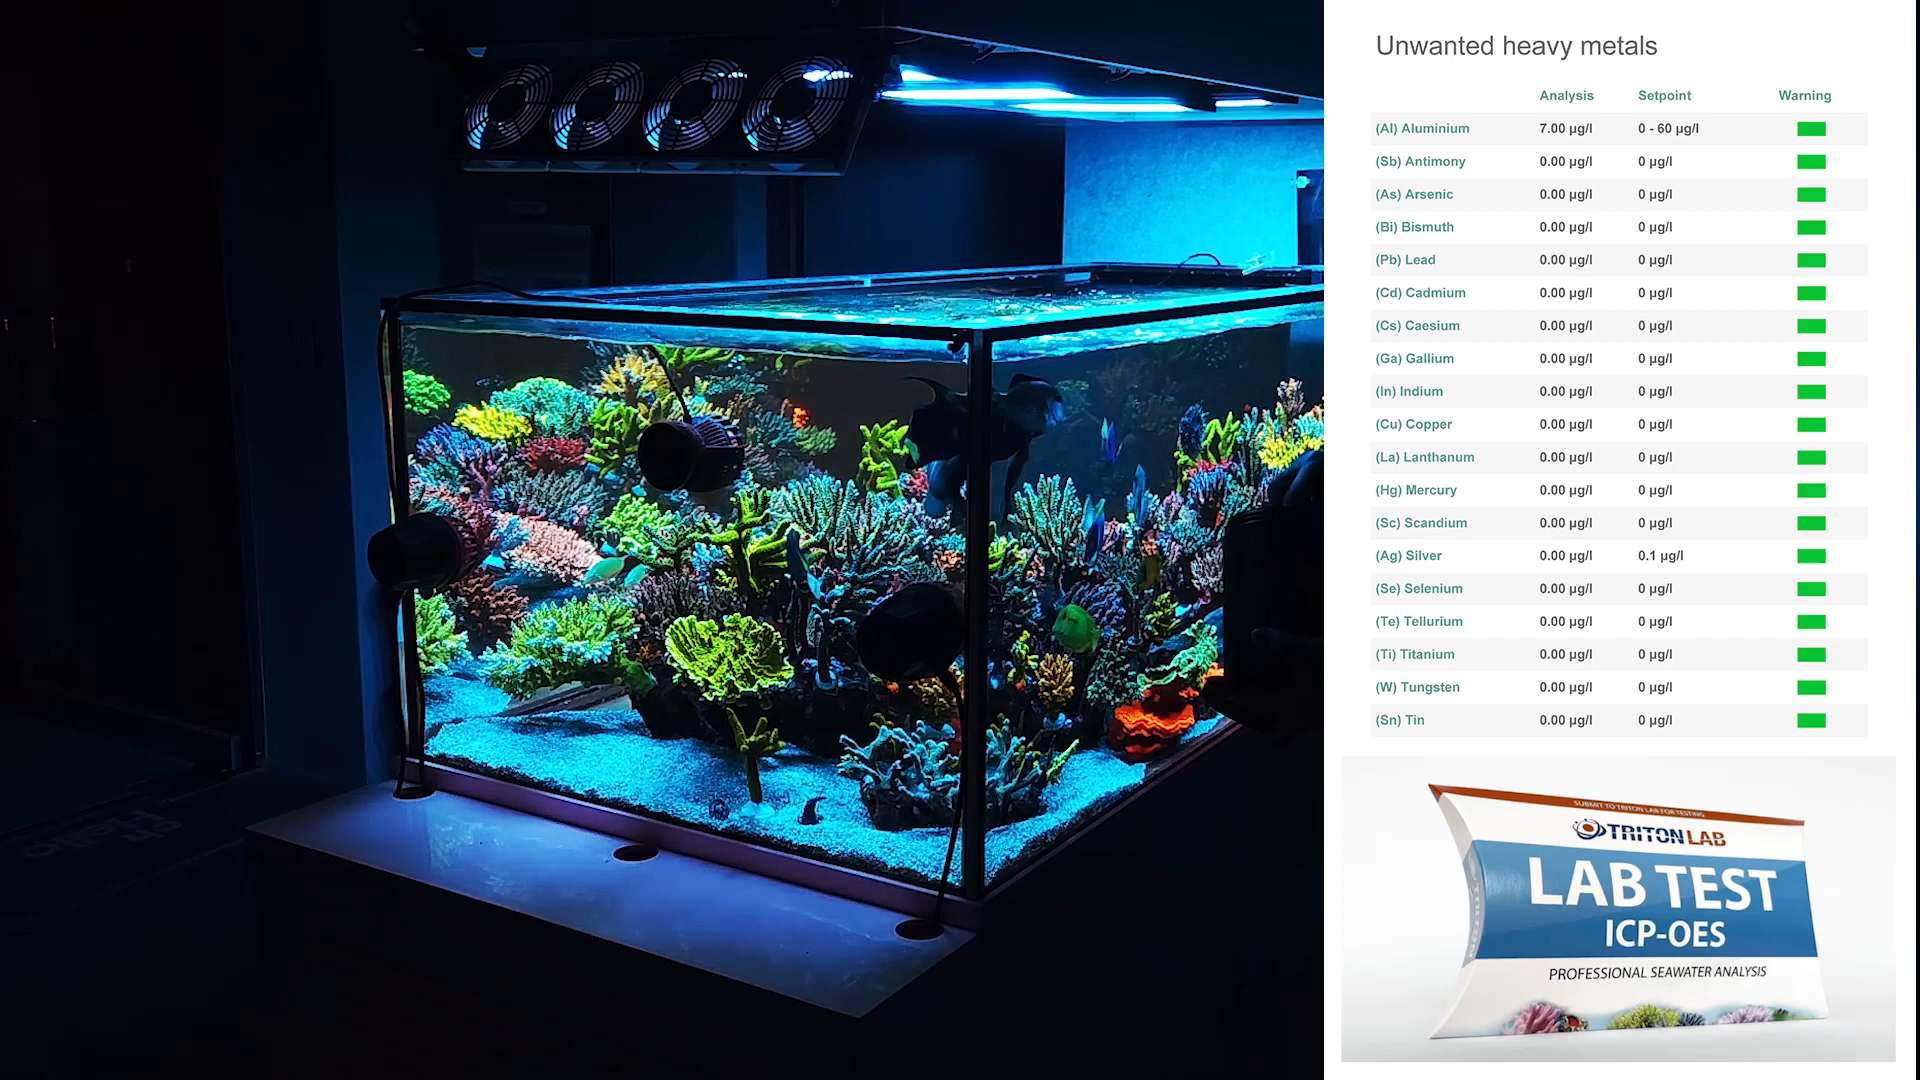 Unwanted heavy metals
Analysis Setpoint Warning
(Al) Aluminium 7.00 µg/l 0 - 60 µg/l
(Sb) Antimony 0.00 µg/l 0 µg/l
(As) Arsenic 0.00 µg/l 0 µg/l
(Bi) Bismuth 0.00 µg/l 0 µg/l
(Pb) Lead 0.00 µg/l 0 µg/l
(Cd) Cadmium 0.00 µg/l 0 µg/l
(Cs) Caesium 0.00 µg/l 0 µg/l
(Ga) Gallium 0.00 µg/l 0 µg/l
(In) Indium 0.00 µg/l 0 µg/l
(Cu) Copper 0.00 µg/l 0 µg/l
(La) Lanthanum 0.00 µg/l 0 µg/l
(Hg) Mercury 0.00 µg/l 0 µg/l
(Sc) Scandium 0.00 µg/l 0 µg/l
(Ag) Silver 0.00 µg/l 0.1 µg/l
(Se) Selenium 0.00 µg/l 0 µg/l
(Te) Tellurium 0.00 µg/l 0 µg/l
(Ti) Titanium 0.00 µg/l 0 µg/l
(W) Tungsten 0.00 µg/l 0 µg/l
(Sn) Tin 0.00 µg/l 0 µg/l
SUBMIT TO TRITON LAB FOR TESTING
TRITON LAB
LAB TEST
ICP-OES
PROFESSIONAL SEAWATER ANALYSIS